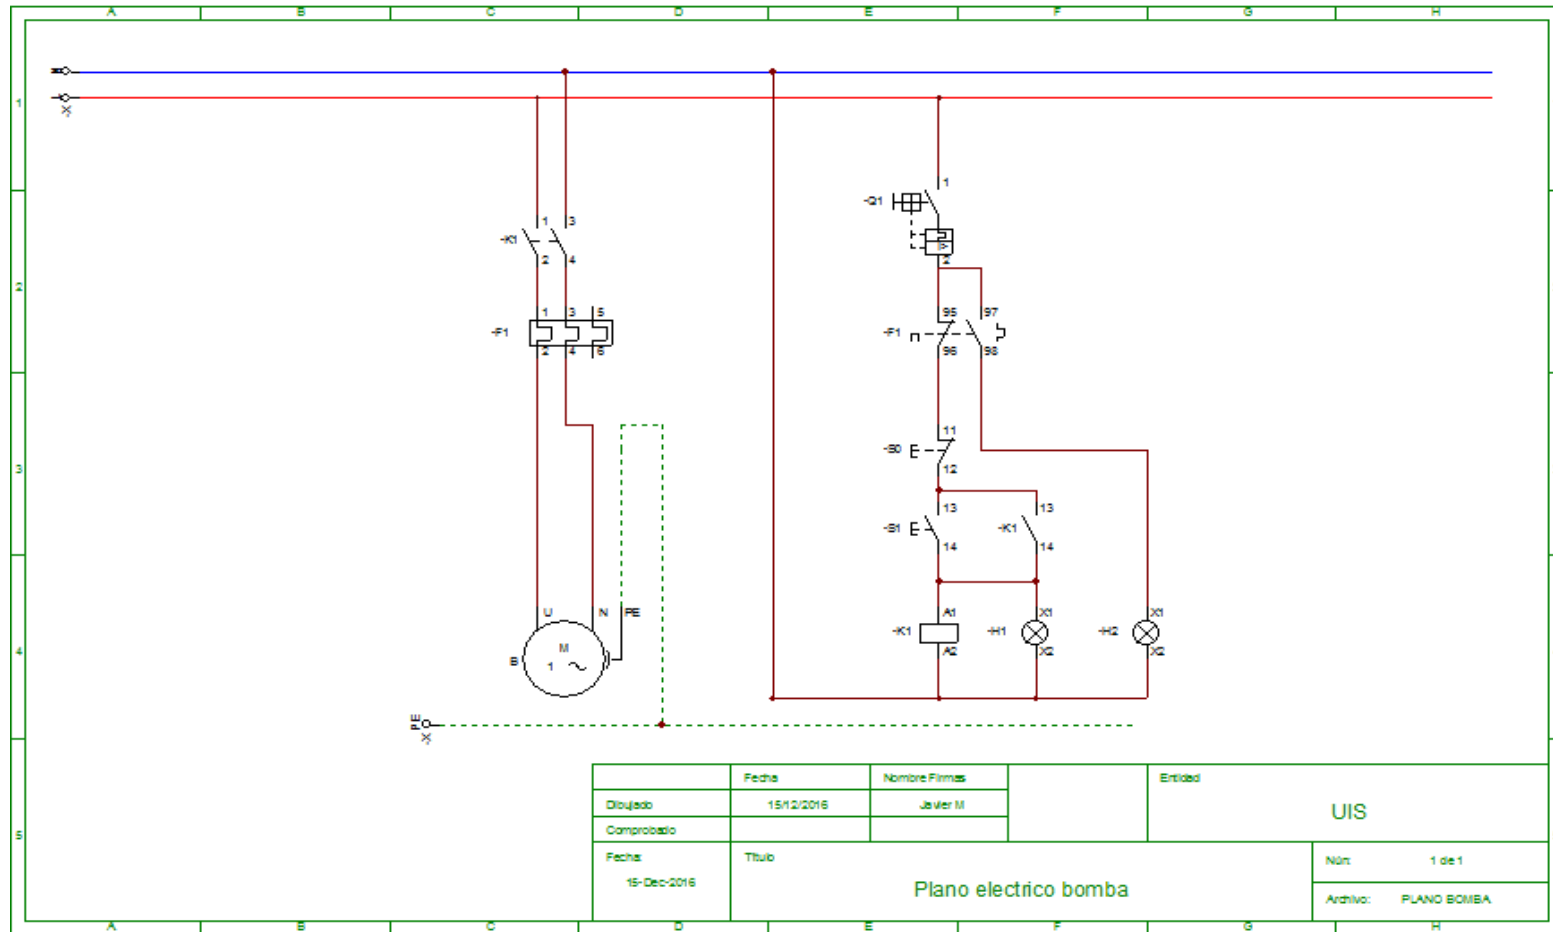 A B C D E F G H
1
2
3
4
5
-X
1
-Q1
2
1 3
-K1
2 4
1 3 5
-F1
2 4 6
95 97
-F1
96 98
11
-S0
12
13 13
-S1 -K1
14 14
U N PE
M
B 1
A1 X1 X1
-K1 -H1 -H2
A2 X2 X2
PE
-X
Fecha Nombre Firmas Entidad
Dibujado 15/12/2016 Javier M UIS
Comprobado
Fecha: Título Núm: 1 de 1
15-Dec-2016 Plano electrico bomba
Archivo: PLANO BOMBA
A B C D E F G H